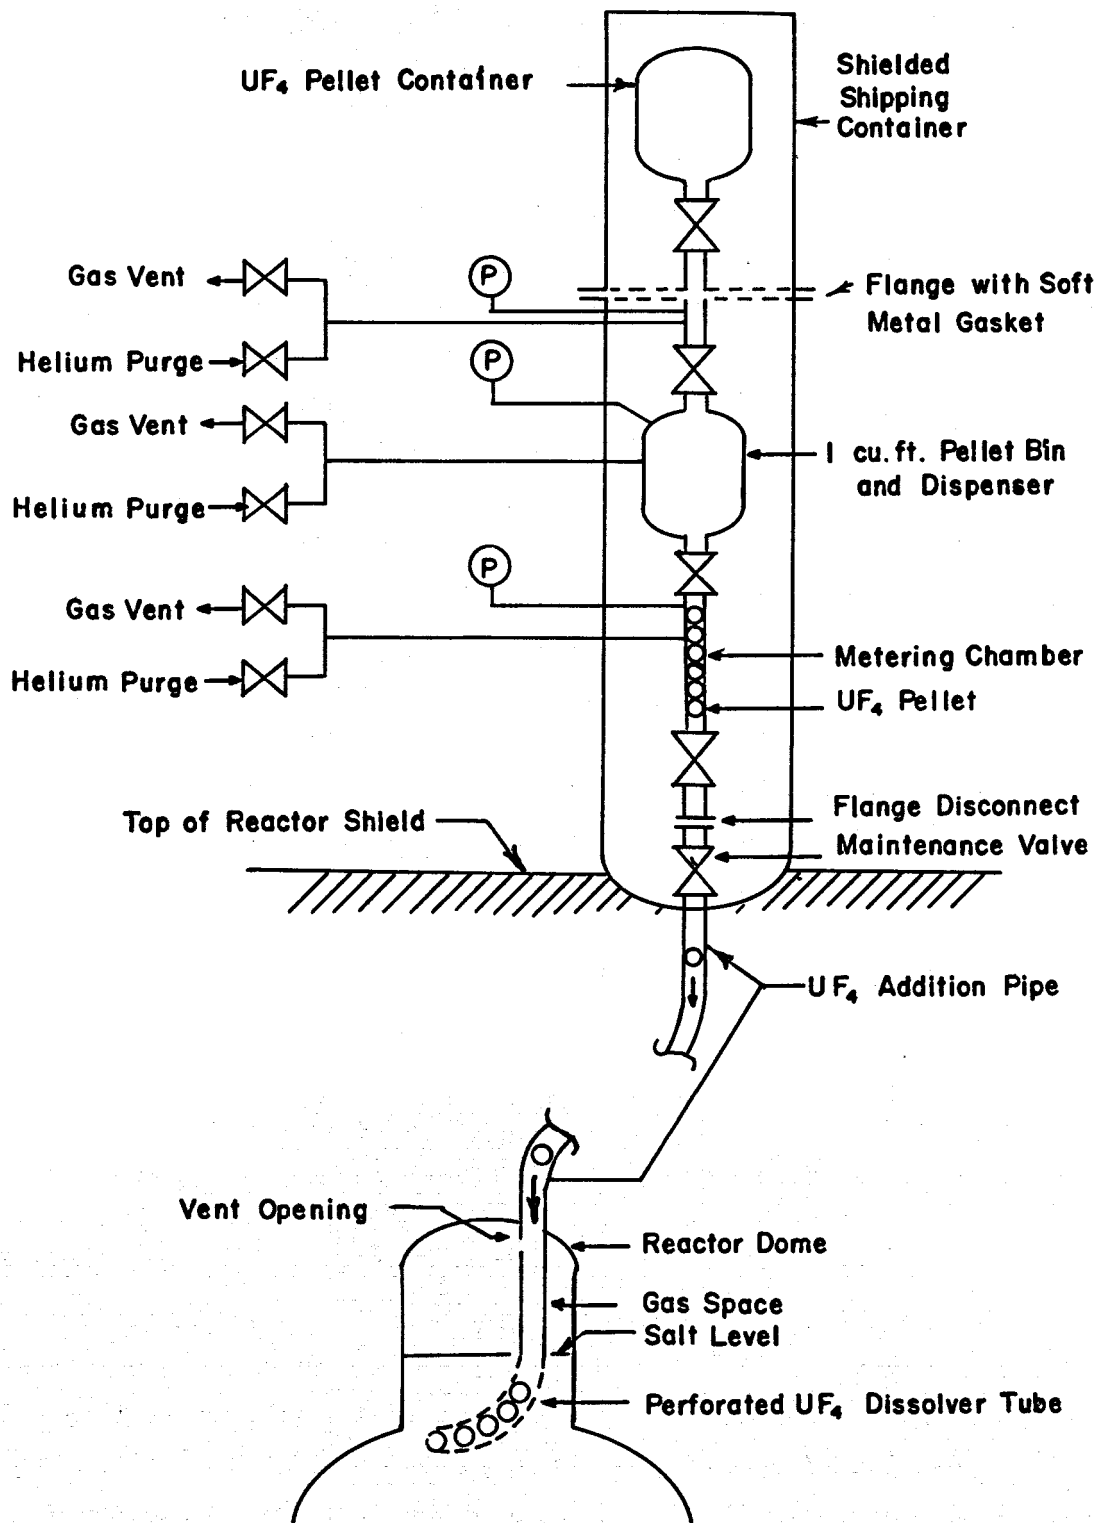 UF₄ Pellet Container
Shielded
Shipping
Container
Gas Vent
P
Flange with Soft
Metal Gasket
Helium Purge
P
Gas Vent
1 cu.ft. Pellet Bin
and Dispenser
Helium Purge
P
Gas Vent
Metering Chamber
Helium Purge
UF₄ Pellet
Flange Disconnect
Top of Reactor Shield
Maintenance Valve
UF₄ Addition Pipe
Vent Opening
Reactor Dome
Gas Space
Salt Level
Perforated UF₄ Dissolver Tube